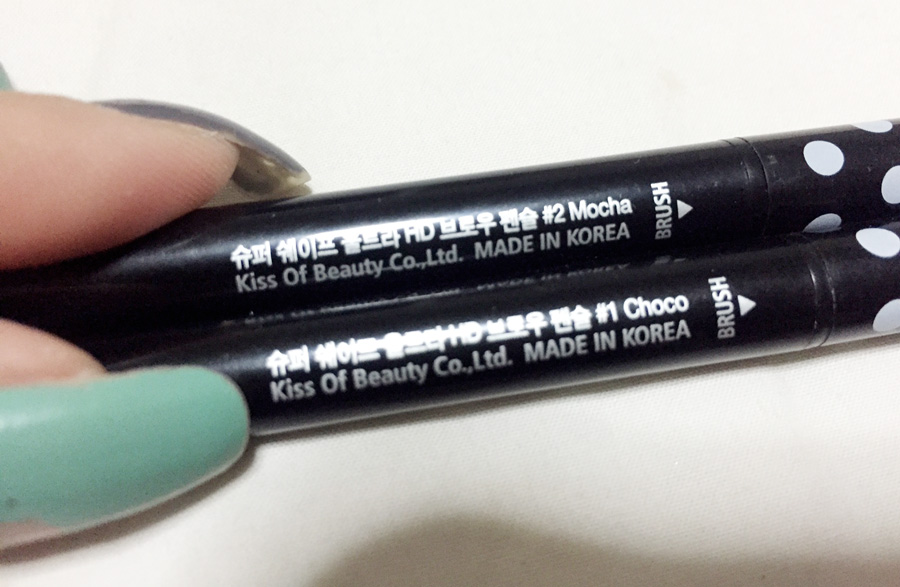 슈퍼 쉐이프 울트라 HD 브로우 펜슬 #2 Mocha
Kiss Of Beauty Co.,Ltd. MADE IN KOREA
BRUSH
슈퍼 쉐이프 울트라 HD 브로우 펜슬 #1 Choco
Kiss Of Beauty Co.,Ltd. MADE IN KOREA
BRUSH